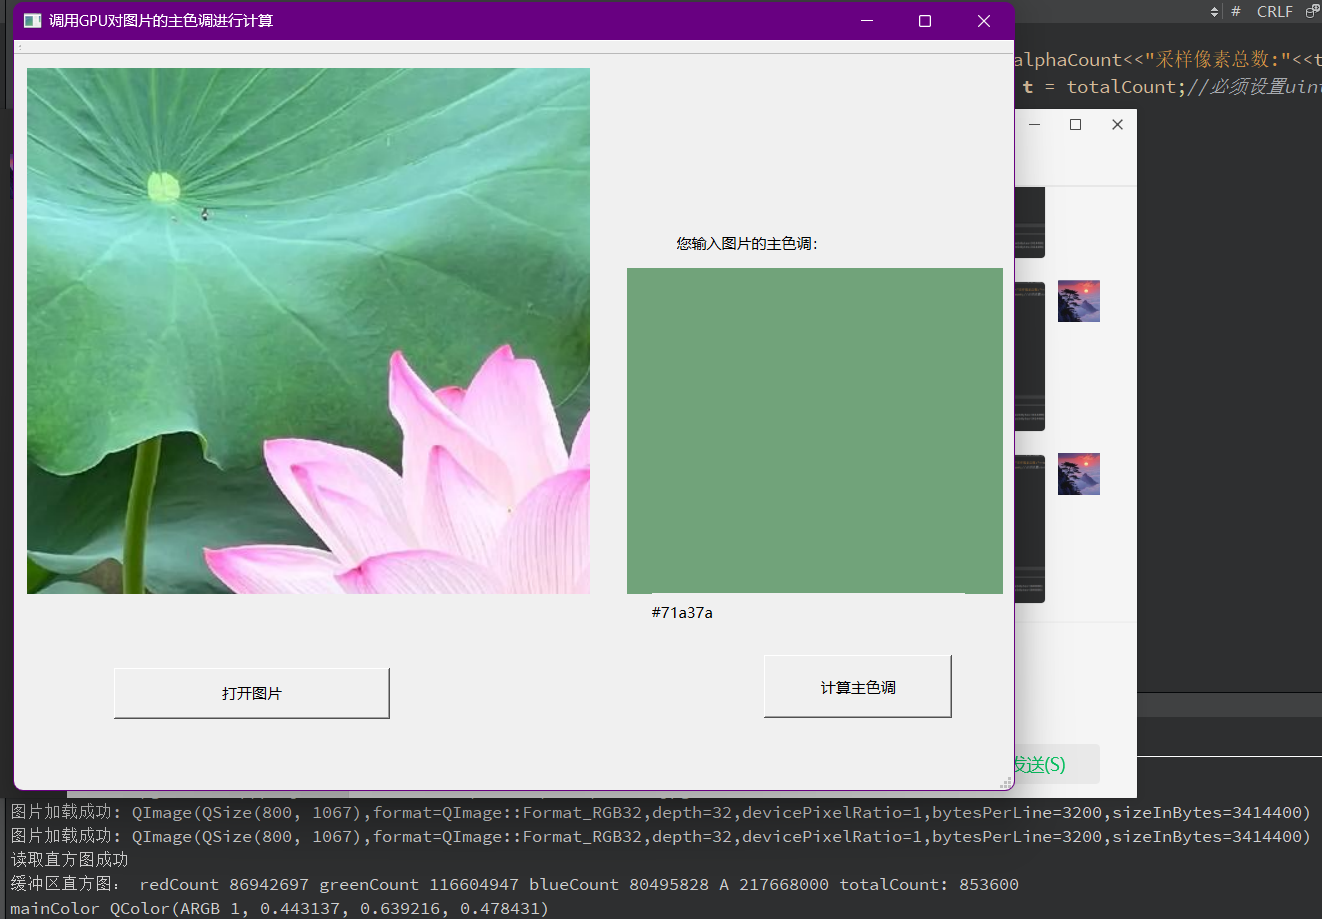 调用GPU对图片的主色调进行计算
# CRLF
alphaCount<<"采样像素总数:"<<t
t = totalCount;//必须设置uint
您输入图片的主色调:
#71a37a
打开图片
计算主色调
发送(S)
图片加载成功: QImage(QSize(800, 1067),format=QImage::Format_RGB32,depth=32,devicePixelRatio=1,bytesPerLine=3200,sizeInBytes=3414400)
图片加载成功: QImage(QSize(800, 1067),format=QImage::Format_RGB32,depth=32,devicePixelRatio=1,bytesPerLine=3200,sizeInBytes=3414400)
读取直方图成功
缓冲区直方图: redCount 86942697 greenCount 116604947 blueCount 80495828 A 217668000 totalCount: 853600
mainColor QColor(ARGB 1, 0.443137, 0.639216, 0.478431)